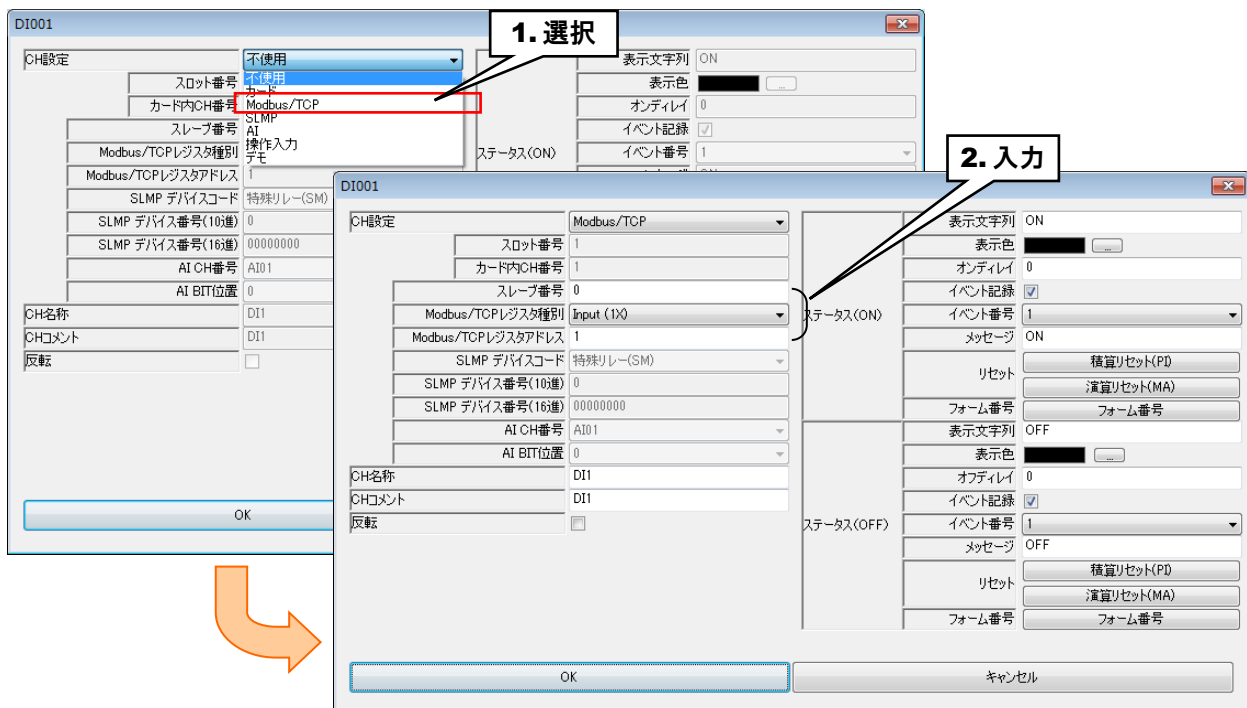 DI001
1. 選択
CH設定 不使用
不使用
カード
Modbus/TCP
SLMP
AI
操作入力
デモ
スロット番号
カード内CH番号
スレーブ番号
Modbus/TCPレジスタ種別
Modbus/TCPレジスタアドレス 1
SLMP デバイスコード 特殊リレー(SM)
SLMP デバイス番号(10進) 0
SLMP デバイス番号(16進) 00000000
AI CH番号 AI01
AI BIT位置 0
CH名称 DI1
CHコメント DI1
反転
OK
ステータス(ON)
表示文字列 ON
表示色 ...
オンディレイ 0
イベント記録
イベント番号 1
2. 入力
DI001
CH設定 Modbus/TCP
スロット番号 1
カード内CH番号 1
スレーブ番号 0
Modbus/TCPレジスタ種別 Input (1X)
Modbus/TCPレジスタアドレス 1
SLMP デバイスコード 特殊リレー(SM)
SLMP デバイス番号(10進) 0
SLMP デバイス番号(16進) 00000000
AI CH番号 AI01
AI BIT位置 0
CH名称 DI1
CHコメント DI1
反転
ステータス(ON)
表示文字列 ON
表示色 ...
オンディレイ 0
イベント記録
イベント番号 1
メッセージ ON
リセット 積算リセット(PI)
演算リセット(MA)
フォーム番号 フォーム番号
ステータス(OFF)
表示文字列 OFF
表示色 ...
オフディレイ 0
イベント記録
イベント番号 1
メッセージ OFF
リセット 積算リセット(PI)
演算リセット(MA)
フォーム番号 フォーム番号
OK キャンセル